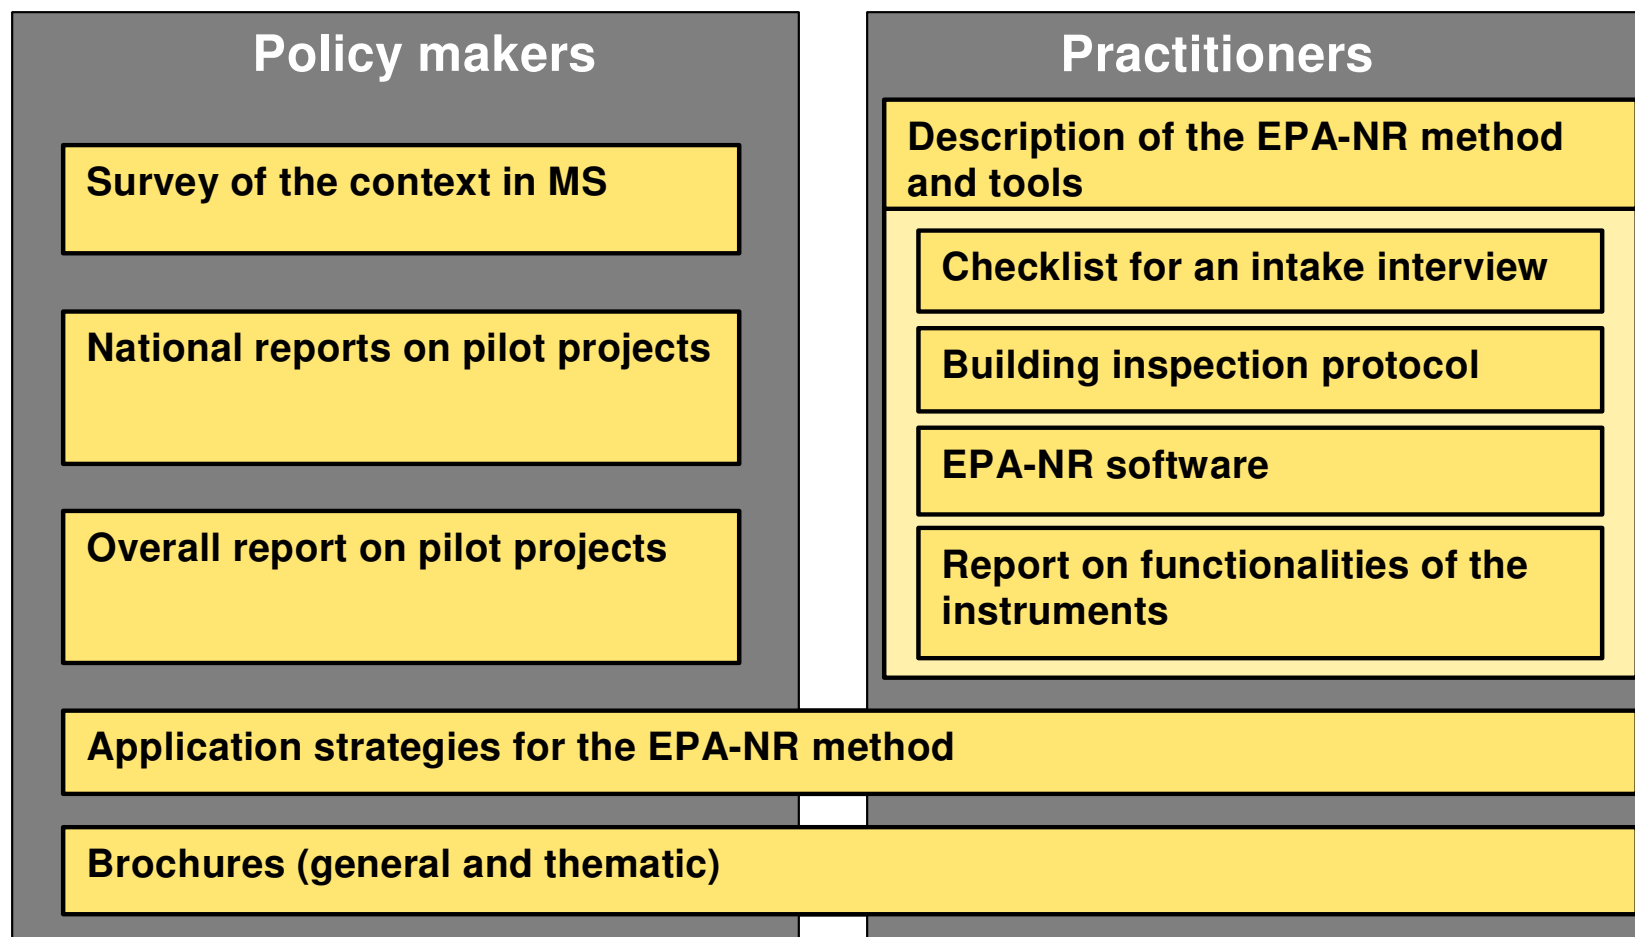 Policy makers
Survey of the context in MS
National reports on pilot projects
Overall report on pilot projects
Practitioners
Description of the EPA-NR method
and tools
Checklist for an intake interview
Building inspection protocol
EPA-NR software
Report on functionalities of the
instruments
Application strategies for the EPA-NR method
Brochures (general and thematic)